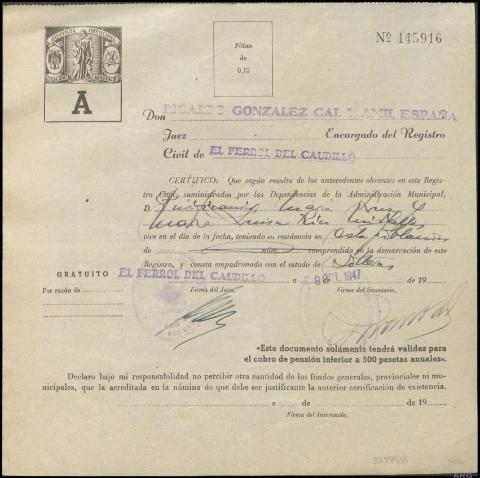 JUSTICIA MUNICIPAL
A
Póliza
de
0,15
Nº 145916
Don RICARDO GONZALEZ CAL Y AMIL ESPAÑA
Juez Encargado del Registro
Civil de EL FERROL DEL CAUDILLO
CERTIFICO: Que según resulta de los antecedentes obrantes en este Regis-
tro Civil, suministrados por las Dependencias de la Administración Municipal,
D. María
María Luisa
vive en el día de la fecha, teniendo su residencia en
de núm. comprendida en la demarcación de este
Registro, y consta empadronado con el estado de Soltera
GRATUITO
EL FERROL DEL CAUDILLO a 9 OCT. 1947 de 19
Por razón de
Firma del Juez,
Firma del Secretario,
«Este documento solamente tendrá validez para
el cobro de pensión inferior a 500 pesetas anuales».
Declaro bajo mi responsabilidad no percibir otra cantidad de los fondos generales, provinciales ni mu-
nicipales, que la acreditada en la nómina de que debe ser justificante la anterior certificación de existencia.
a de de 19
Firma del Interesado,